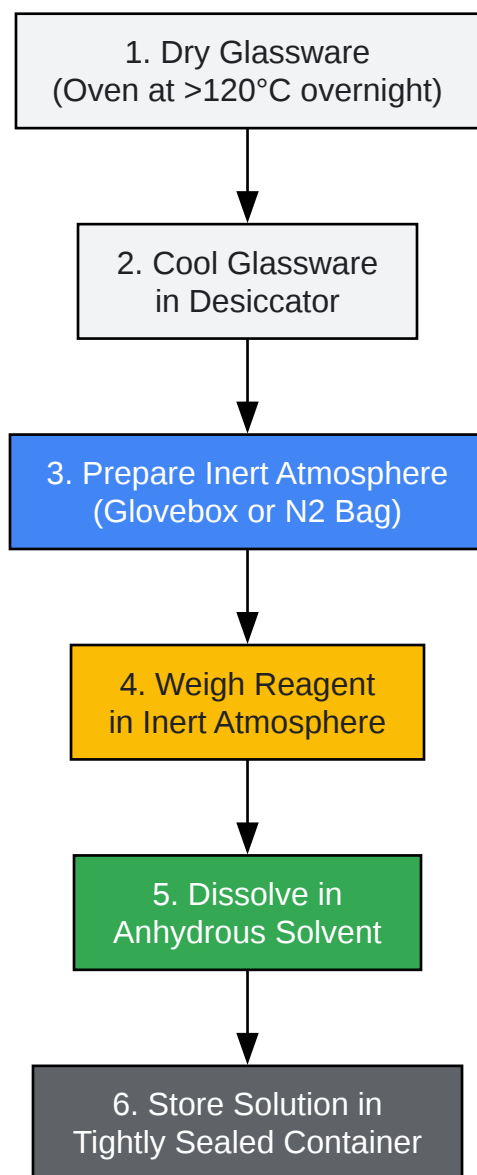 1. Dry Glassware
(Oven at >120°C overnight)
2. Cool Glassware
in Desiccator
3. Prepare Inert Atmosphere
(Glovebox or N2 Bag)
4. Weigh Reagent
in Inert Atmosphere
5. Dissolve in
Anhydrous Solvent
6. Store Solution in
Tightly Sealed Container